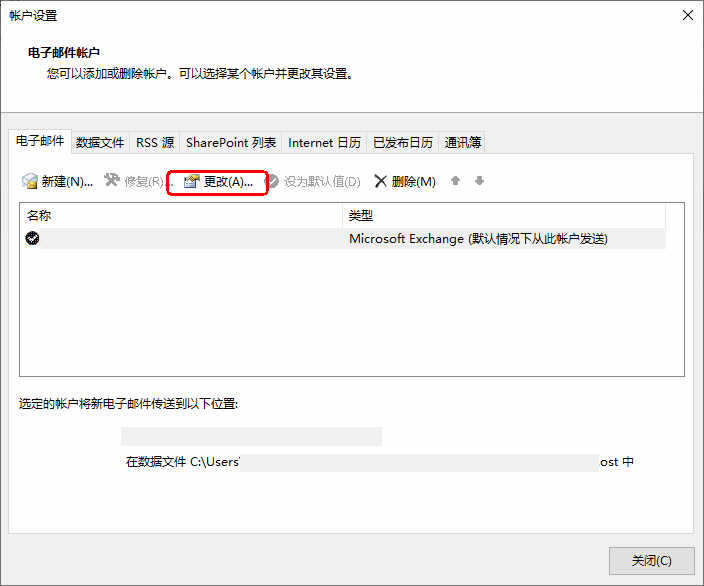 帐户设置
电子邮件帐户
您可以添加或删除帐户。可以选择某个帐户并更改其设置。
电子邮件 数据文件 RSS 源 SharePoint 列表 Internet 日历 已发布日历 通讯簿
新建(N)... 修复(R)... 更改(A)... 设为默认值(D) 删除(M)
名称 类型
Microsoft Exchange (默认情况下从此帐户发送)
选定的帐户将新电子邮件传送到以下位置:
在数据文件 C:\Users\ ost 中
关闭(C)